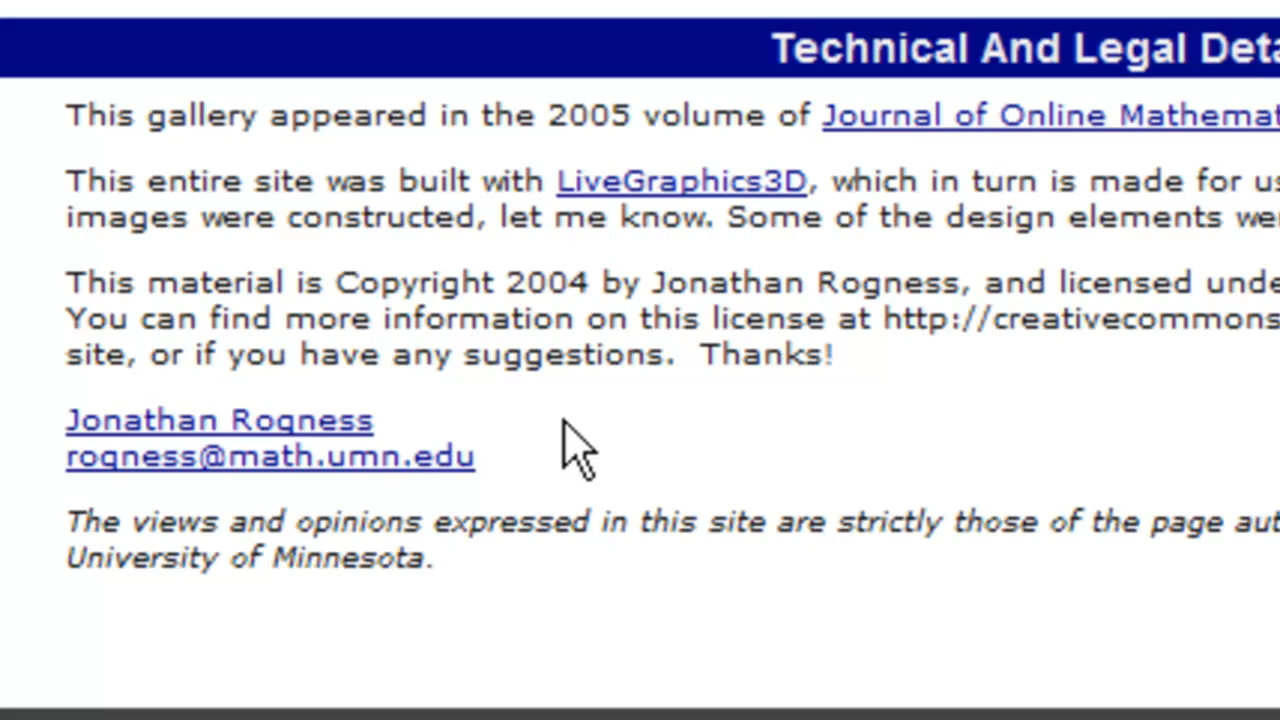 Technical And Legal Deta
This gallery appeared in the 2005 volume of Journal of Online Mathemat
This entire site was built with LiveGraphics3D, which in turn is made for us
images were constructed, let me know. Some of the design elements wer
This material is Copyright 2004 by Jonathan Rogness, and licensed unde
You can find more information on this license at http://creativecommons
site, or if you have any suggestions.  Thanks!
Jonathan Rogness
rogness@math.umn.edu
The views and opinions expressed in this site are strictly those of the page aut
University of Minnesota.